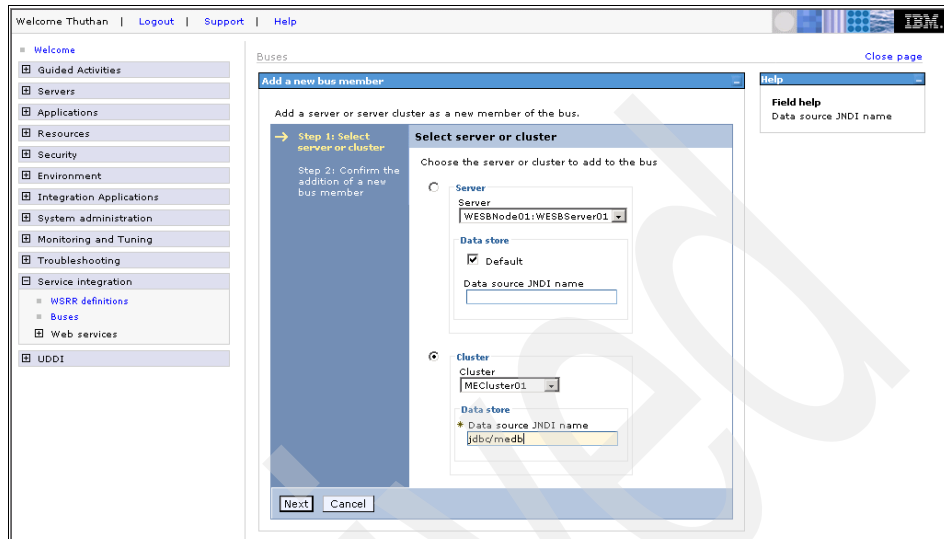 Welcome Thuthan | Logout | Support | Help
IBM.
Welcome
Guided Activities
Servers
Applications
Resources
Security
Environment
Integration Applications
System administration
Monitoring and Tuning
Troubleshooting
Service integration
WSRR definitions
Buses
Web services
UDDI
Buses
Close page
Add a new bus member
Add a server or server cluster as a new member of the bus.
Step 1: Select
server or cluster
Step 2: Confirm the
addition of a new
bus member
Select server or cluster
Choose the server or cluster to add to the bus
Server
Server
WESBNode01:WESBServer01
Data store
Default
Data source JNDI name
Cluster
Cluster
MECluster01
Data store
* Data source JNDI name
jdbc/medb
Next Cancel
Help
Field help
Data source JNDI name